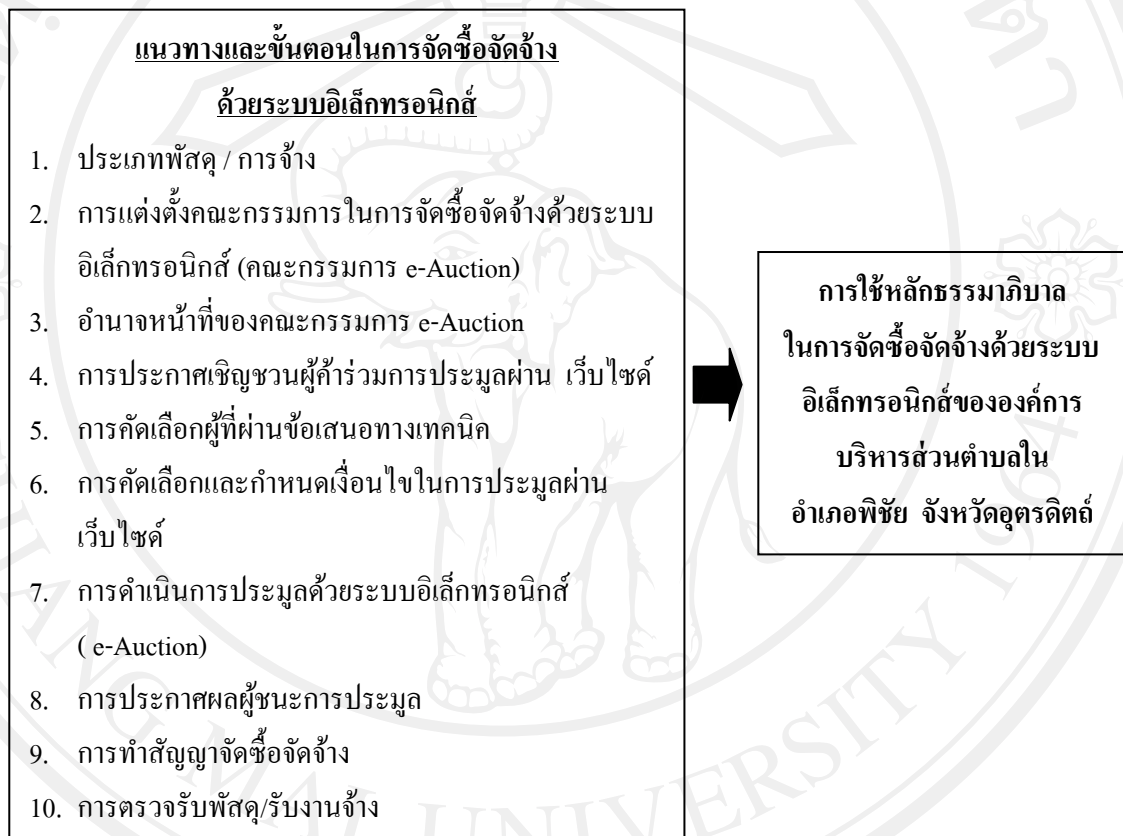 แนวทางและขั้นตอนในการจัดซื้อจัดจ้าง
ด้วยระบบอิเล็กทรอนิกส์
1. ประเภทพัสดุ / การจ้าง
2. การแต่งตั้งคณะกรรมการในการจัดซื้อจัดจ้างด้วยระบบ
อิเล็กทรอนิกส์ (คณะกรรมการ e-Auction)
3. อำนาจหน้าที่ของคณะกรรมการ e-Auction
4. การประกาศเชิญชวนผู้ค้าร่วมการประมูลผ่าน เว็บไซด์
5. การคัดเลือกผู้ที่ผ่านข้อเสนอทางเทคนิค
6. การคัดเลือกและกำหนดเงื่อนไขในการประมูลผ่าน
เว็บไซด์
7. การดำเนินการประมูลด้วยระบบอิเล็กทรอนิกส์
( e-Auction)
8. การประกาศผลผู้ชนะการประมูล
9. การทำสัญญาจัดซื้อจัดจ้าง
10. การตรวจรับพัสดุ/รับงานจ้าง
การใช้หลักธรรมาภิบาล
ในการจัดซื้อจัดจ้างด้วยระบบ
อิเล็กทรอนิกส์ขององค์การ
บริหารส่วนตำบลใน
อำเภอพิชัย จังหวัดอุตรดิตถ์
MAI UNIVERSITY 1964